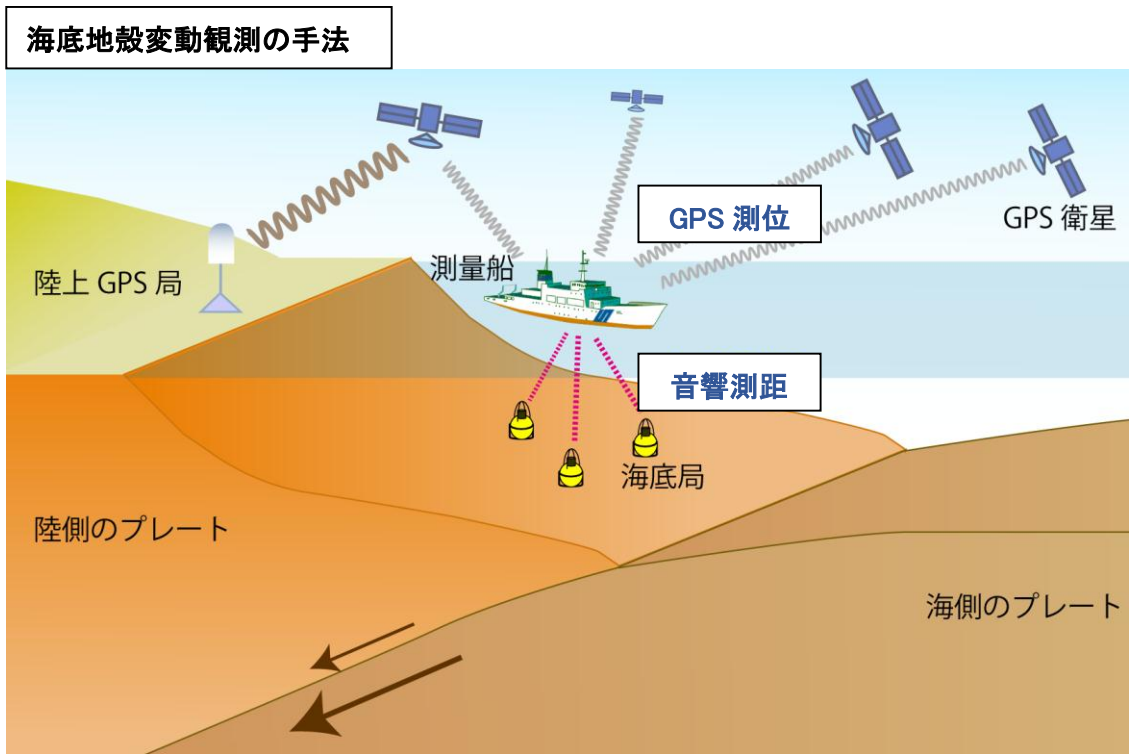 海底地殻変動観測の手法
GPS 測位
GPS 衛星
測量船
陸上 GPS 局
音響測距
海底局
陸側のプレート
海側のプレート